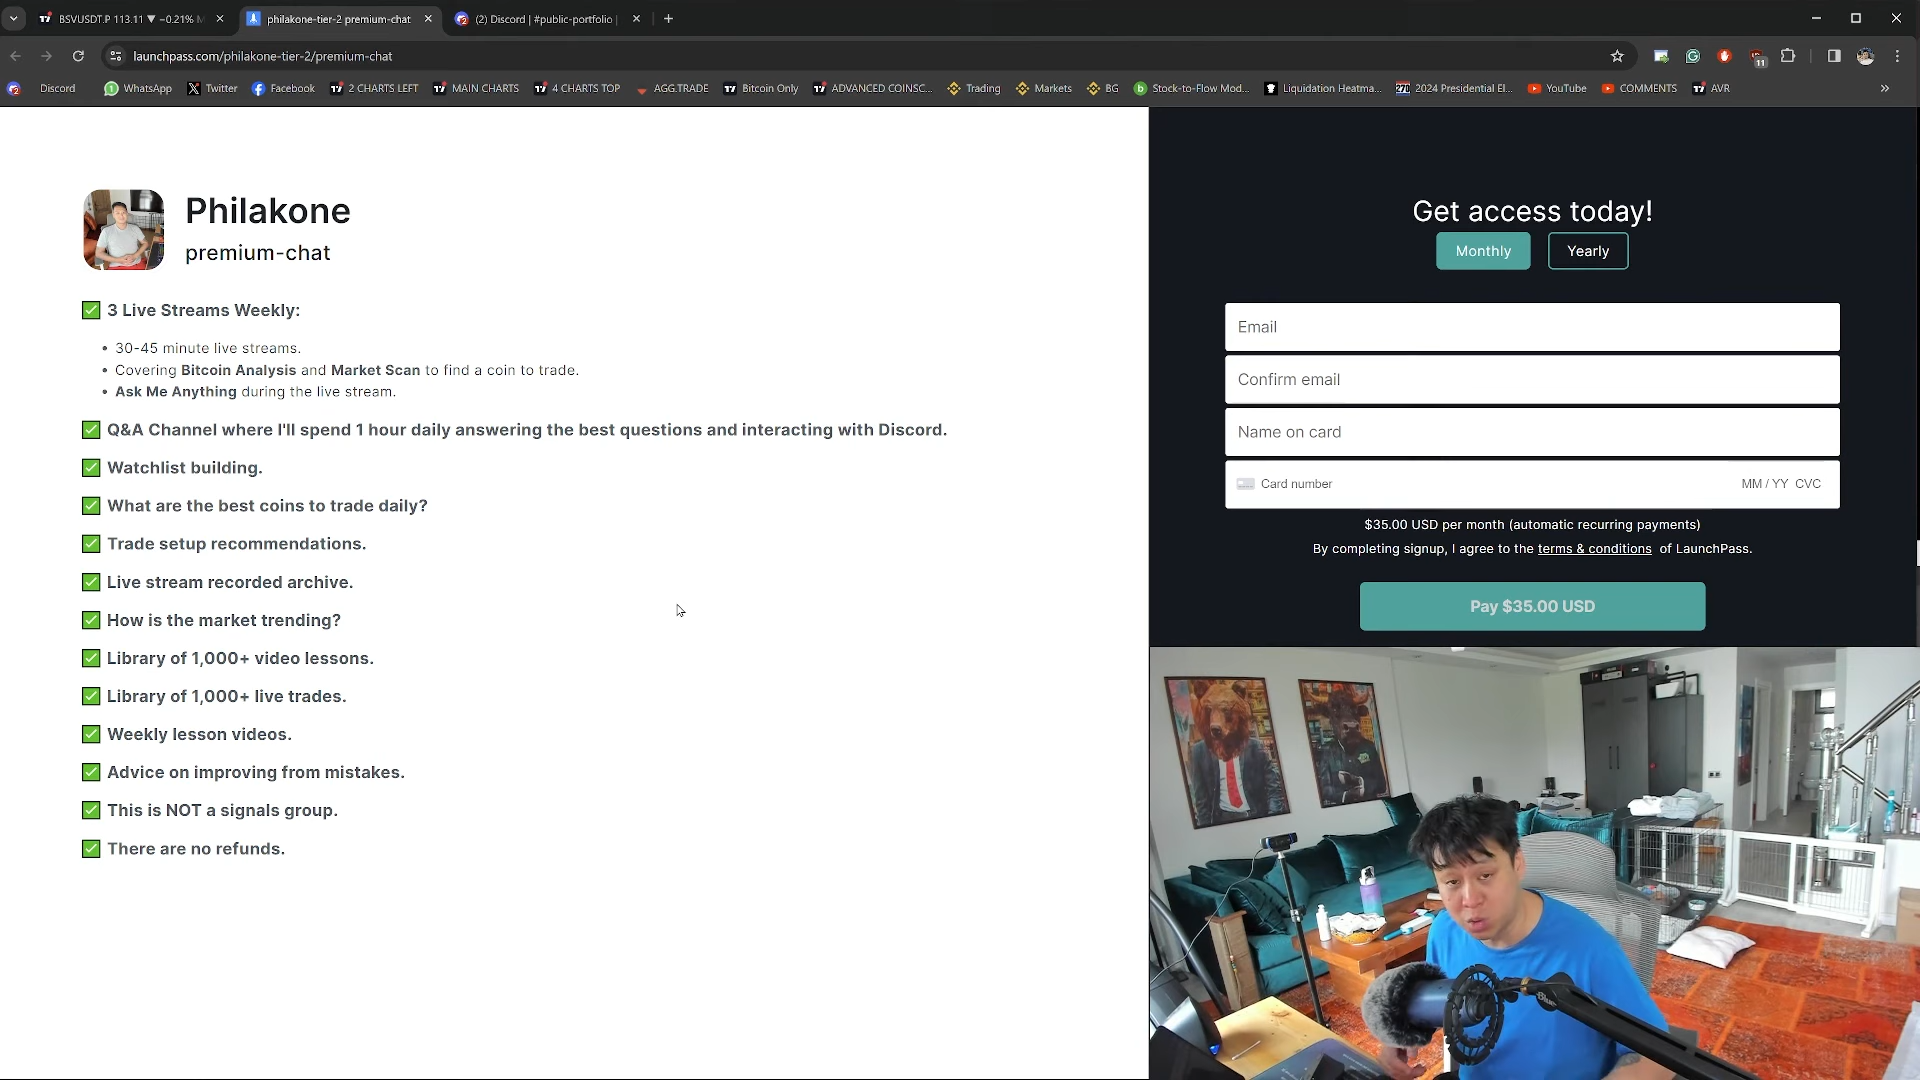 BSVUSDT.P 113.11 ▼ −0.21%
philakone-tier-2 premium-chat
(2) Discord | #public-portfolio |
launchpass.com/philakone-tier-2/premium-chat
11
Discord
WhatsApp
Twitter
Facebook
2 CHARTS LEFT
MAIN CHARTS
4 CHARTS TOP
AGG.TRADE
Bitcoin Only
ADVANCED COINSC...
Trading
Markets
BG
Stock-to-Flow Mod...
Liquidation Heatma...
2024 Presidential El...
YouTube
COMMENTS
AVR
Philakone
premium-chat
3 Live Streams Weekly:
• 30-45 minute live streams.
• Covering Bitcoin Analysis and Market Scan to find a coin to trade.
• Ask Me Anything during the live stream.
Q&A Channel where I'll spend 1 hour daily answering the best questions and interacting with Discord.
Watchlist building.
What are the best coins to trade daily?
Trade setup recommendations.
Live stream recorded archive.
How is the market trending?
Library of 1,000+ video lessons.
Library of 1,000+ live trades.
Weekly lesson videos.
Advice on improving from mistakes.
This is NOT a signals group.
There are no refunds.
Get access today!
Monthly
Yearly
Email
Confirm email
Name on card
Card number MM / YY CVC
$35.00 USD per month (automatic recurring payments)
By completing signup, I agree to the terms & conditions of LaunchPass.
Pay $35.00 USD
Blue